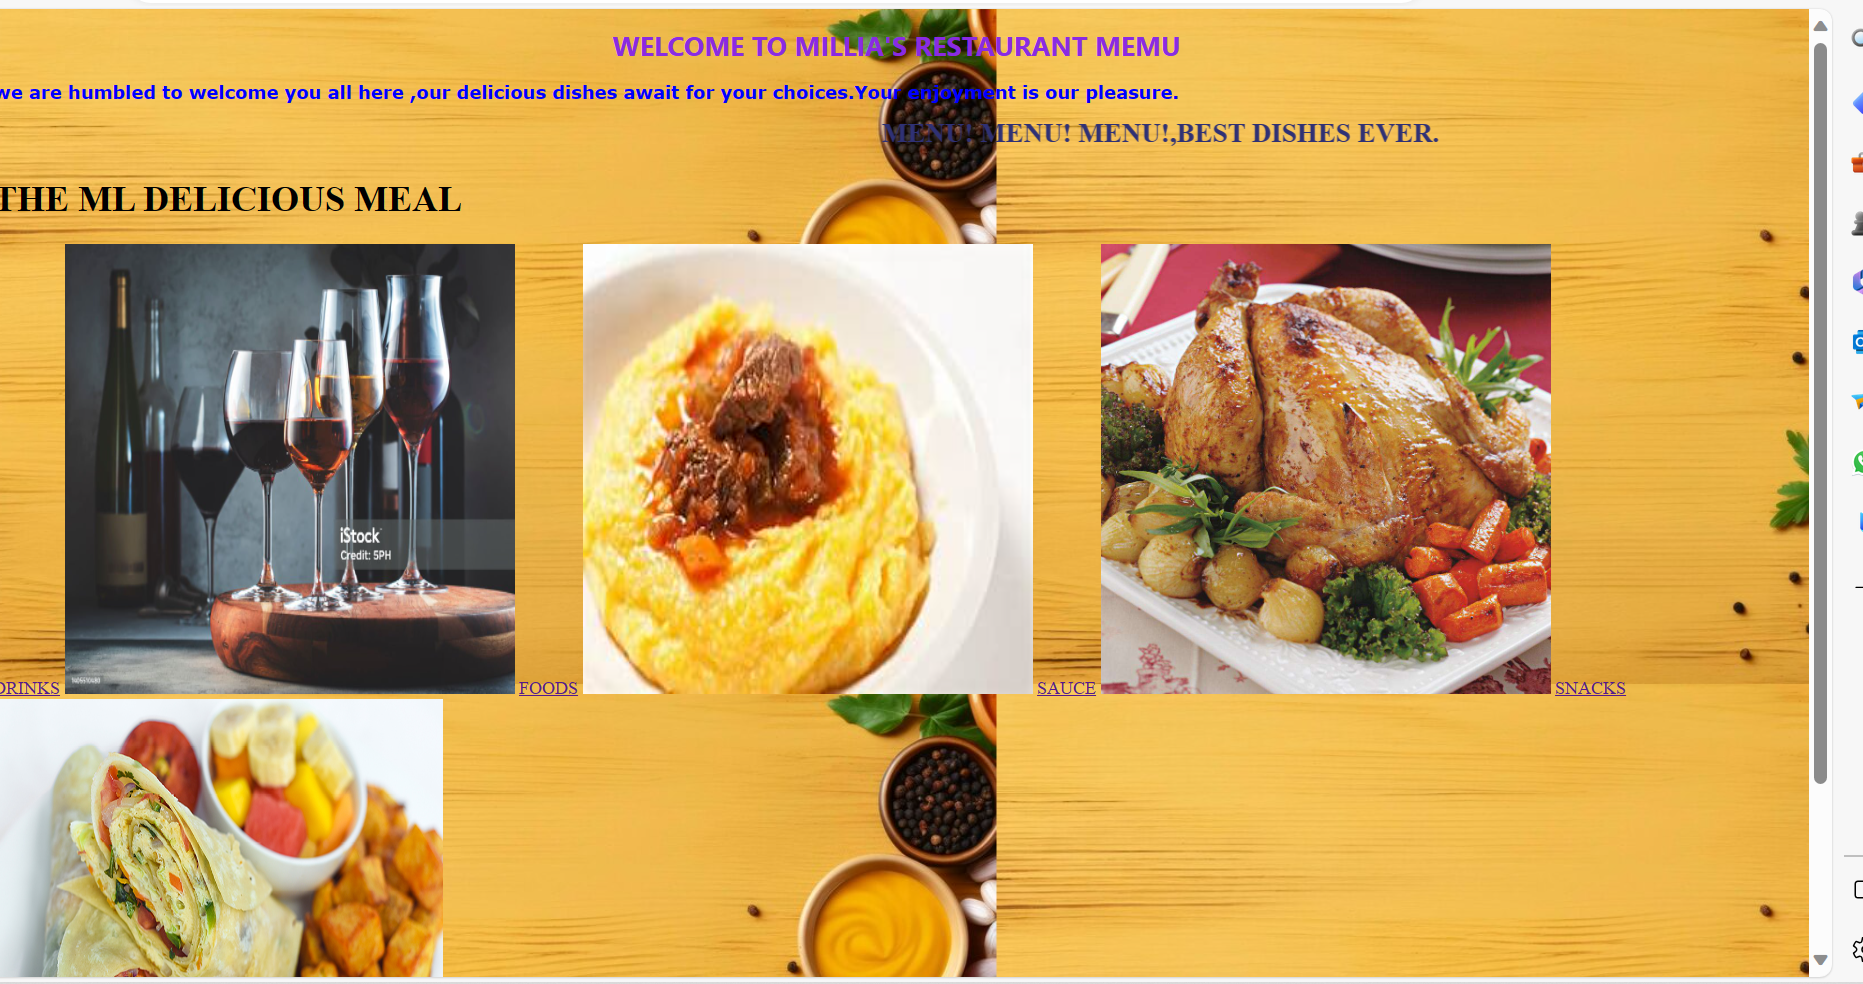 WELCOME TO MILLIA'S RESTAURANT MEMU
we are humbled to welcome you all here ,our delicious dishes await for your choices.Your enjoyment is our pleasure.
MENU! MENU! MENU!,BEST DISHES EVER.
THE ML DELICIOUS MEAL
iStock
Credit: 5PH
DRINKS FOODS SAUCE SNACKS